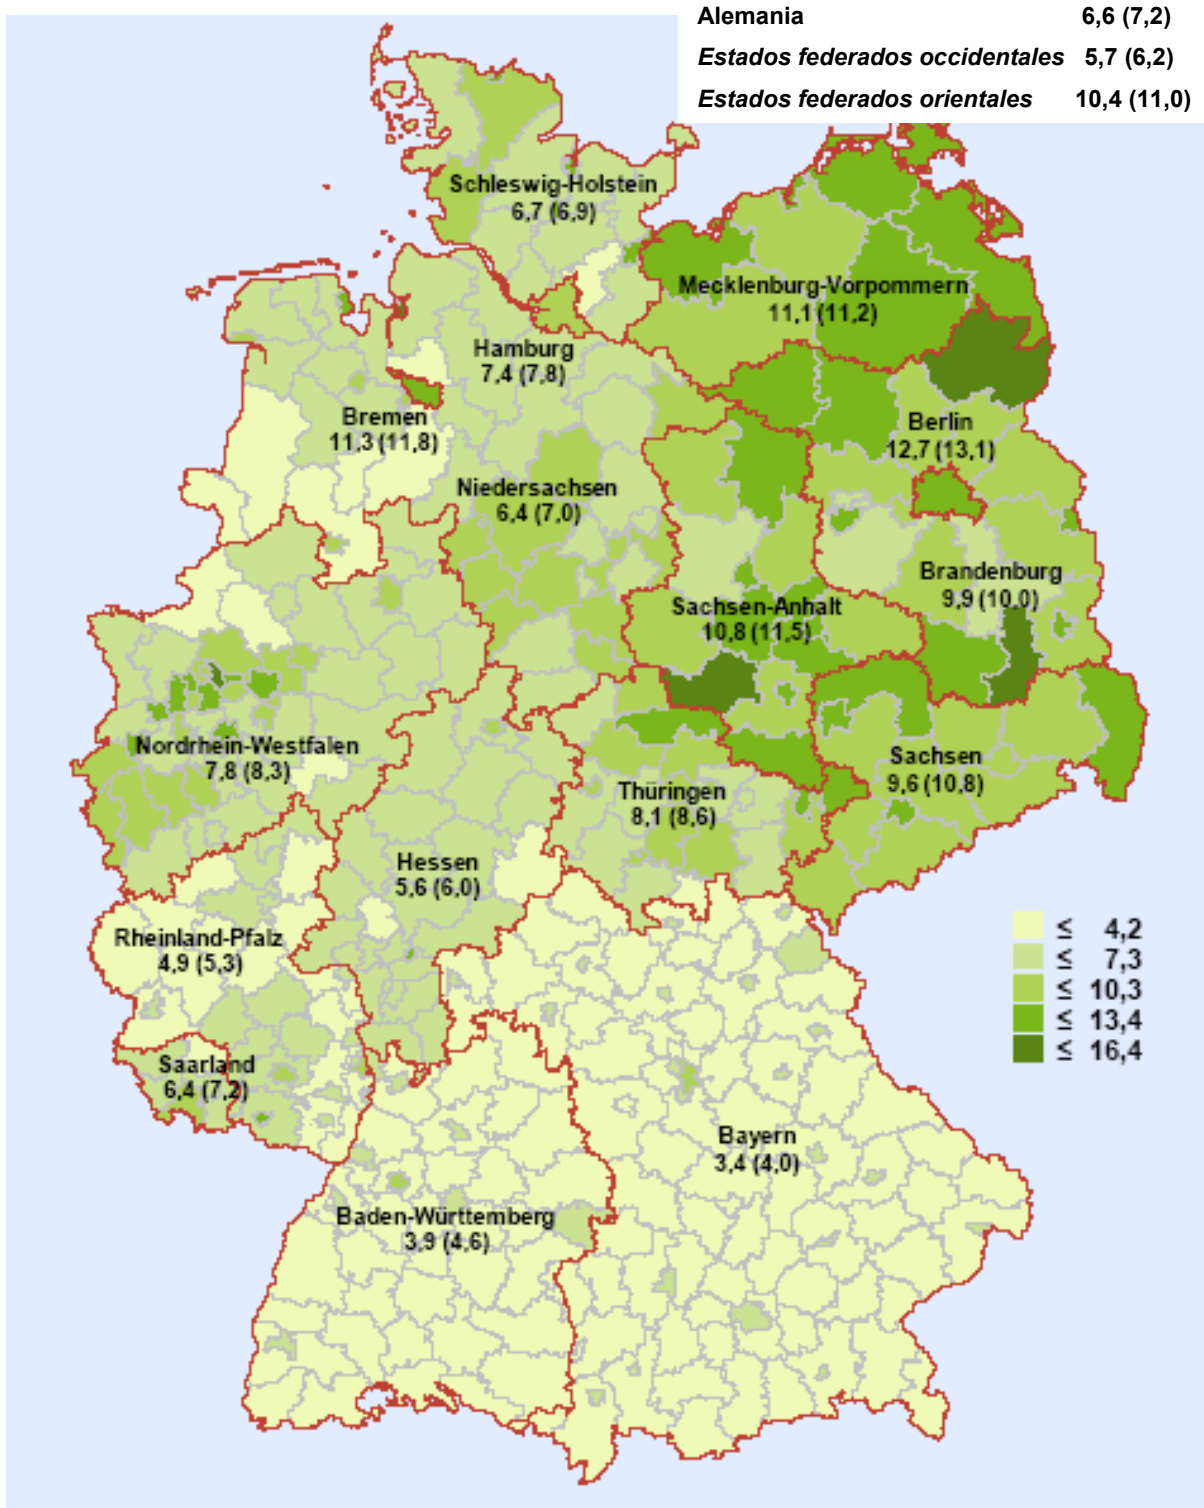 Alemania 6,6 (7,2)
Estados federados occidentales 5,7 (6,2)
Estados federados orientales 10,4 (11,0)
Schleswig-Holstein
6,7 (6,9)
Mecklenburg-Vorpommern
11,1 (11,2)
Hamburg
7,4 (7,8)
Bremen
11,3 (11,8)
Berlin
12,7 (13,1)
Niedersachsen
6,4 (7,0)
Brandenburg
9,9 (10,0)
Sachsen-Anhalt
10,8 (11,5)
Nordrhein-Westfalen
7,8 (8,3)
Sachsen
9,6 (10,8)
Thüringen
8,1 (8,6)
Hessen
5,6 (6,0)
Rheinland-Pfalz
4,9 (5,3)
≤ 4,2
≤ 7,3
≤ 10,3
≤ 13,4
≤ 16,4
Saarland
6,4 (7,2)
Bayern
3,4 (4,0)
Baden-Württemberg
3,9 (4,6)